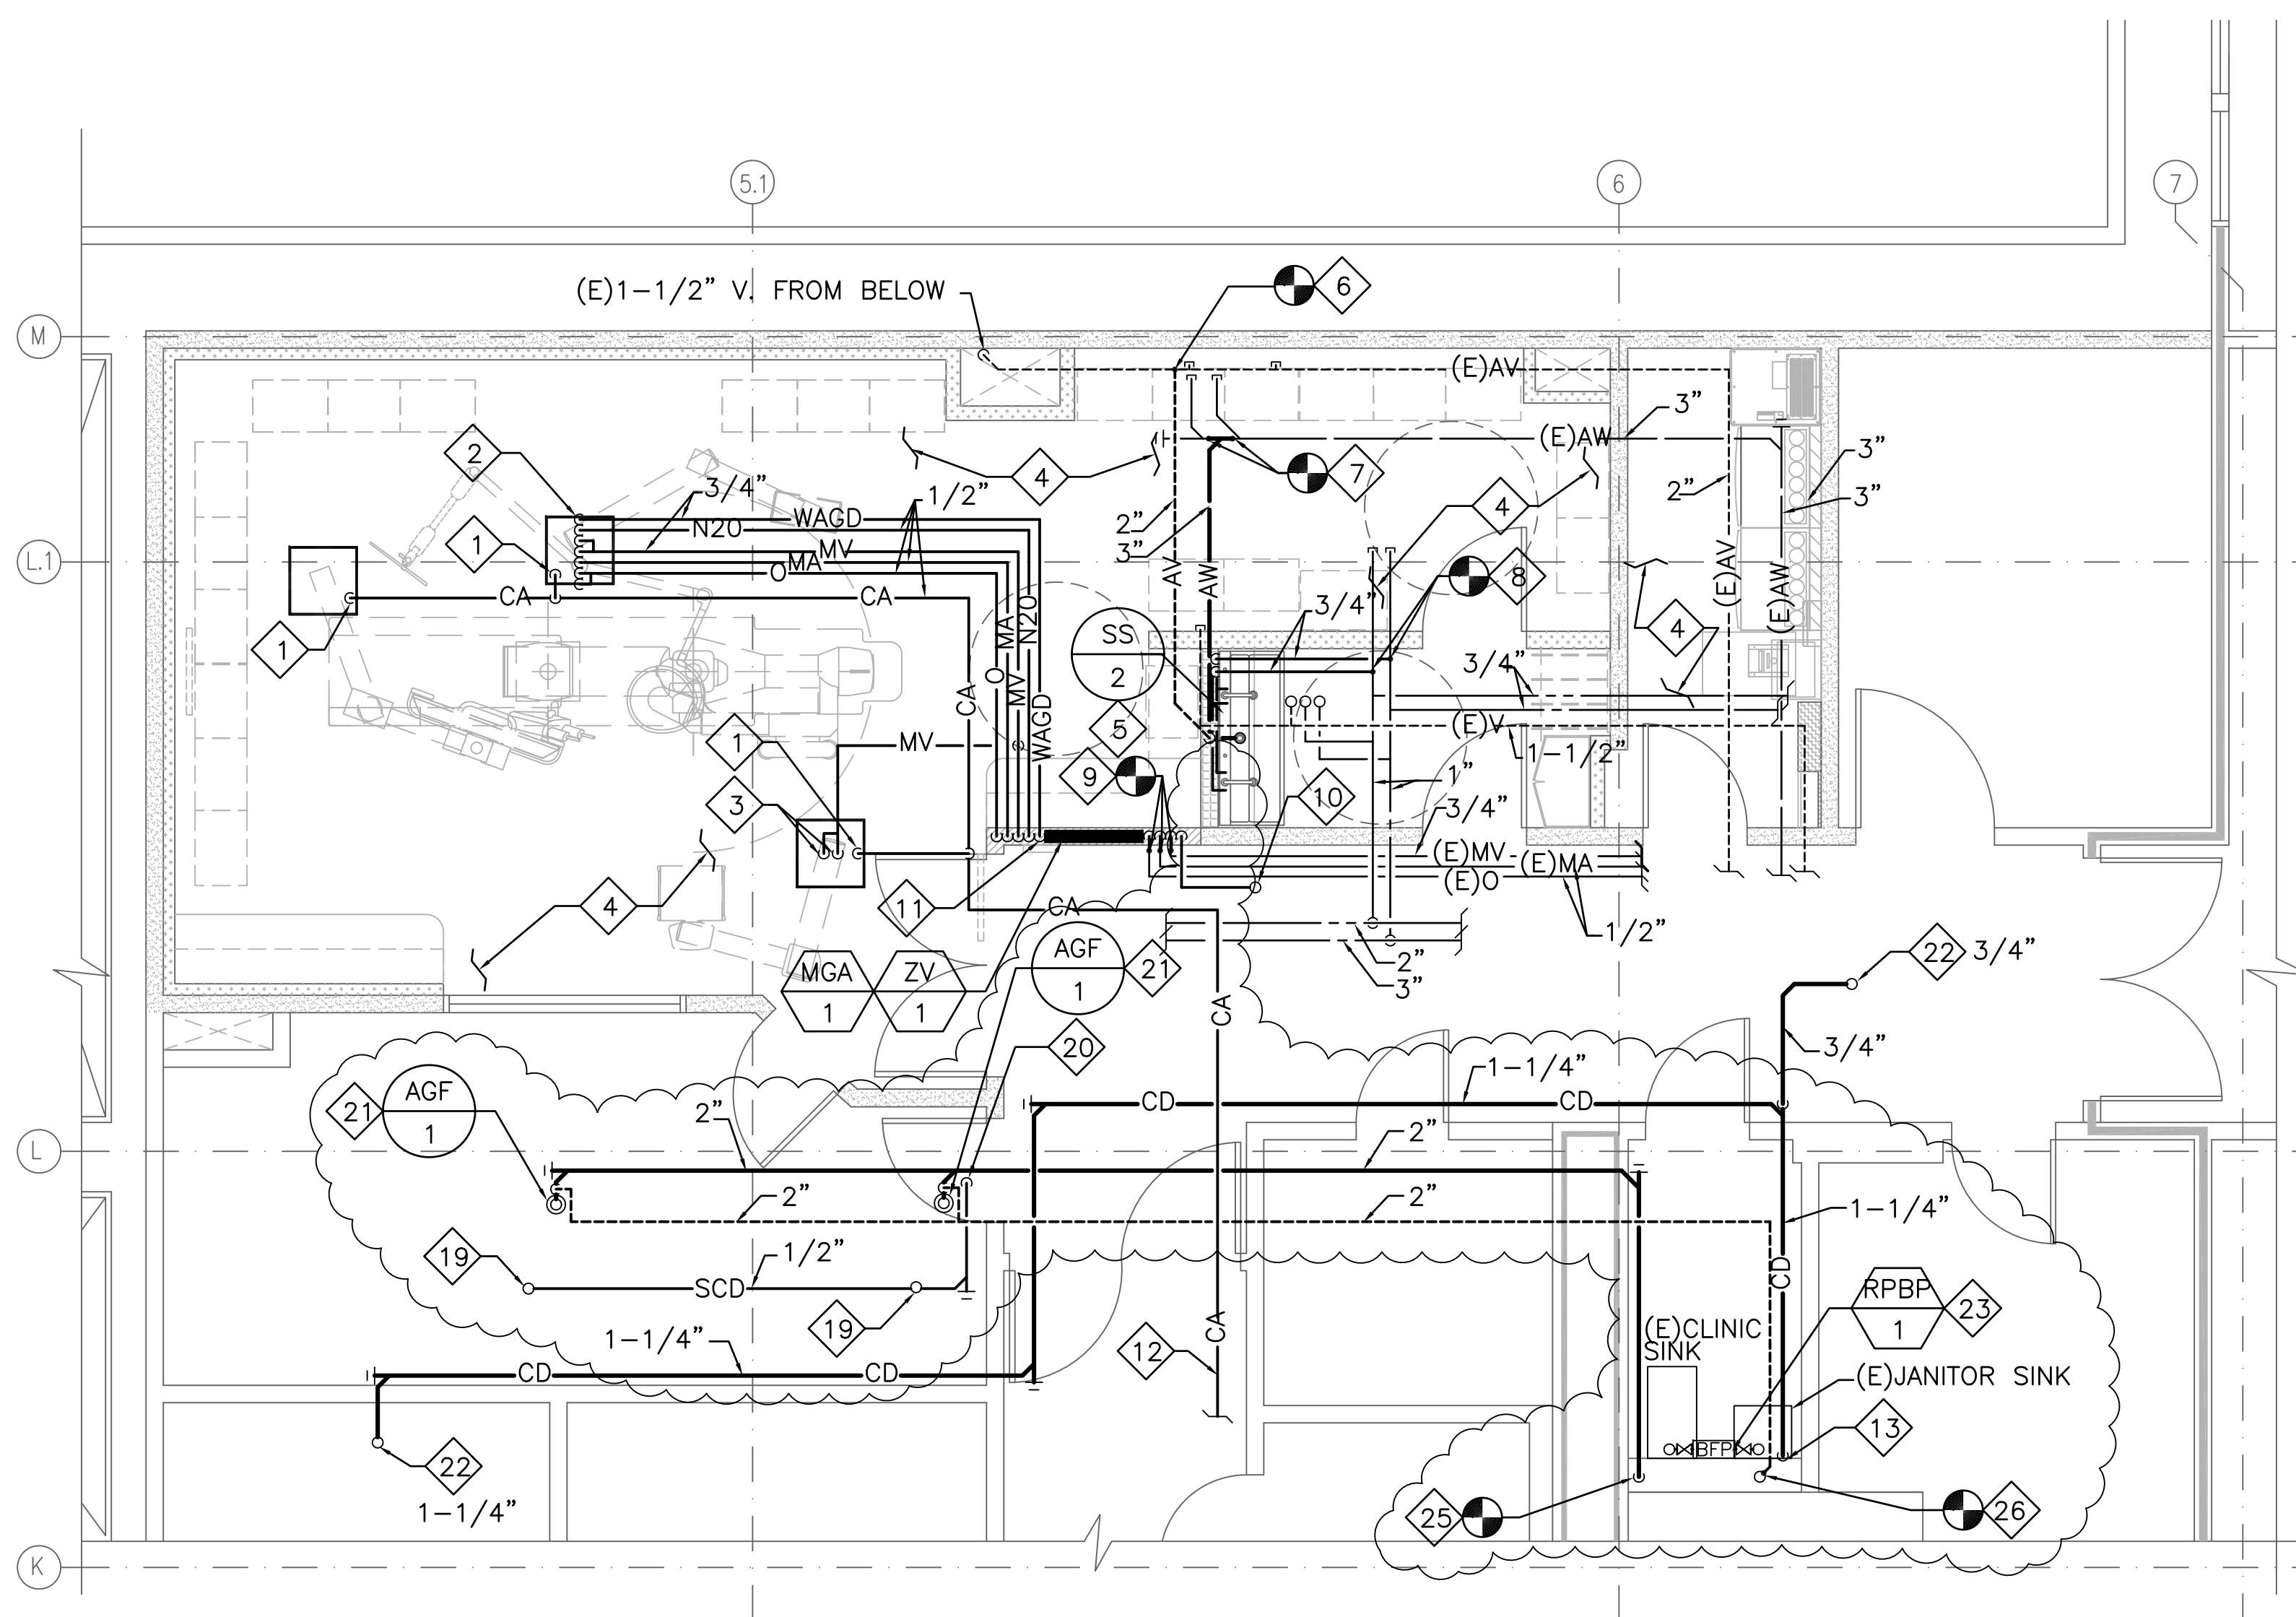 5.1
6
7
(E)1-1/2” V. FROM BELOW
6
M
(E)AV
3”
(E)AW
2
4
7
3”
3/4”
1/2”
4
2”
3”
WAGD
N20
2”
1
MV
3”
MA
O
8
L.1
AV
AW
(E)AV
(E)AW
CA
CA
3/4”
4
MA
N20
SS
2
1
O
MV
3/4”
CA
WAGD
5
(E)V
1
MV
1-1/2”
9
1”
3
10
3/4”
(E)MV
(E)MA
(E)O
4
11
CA
1/2”
AGF
1
21
22
3/4”
MGA
1
ZV
1
2”
3”
CA
20
3/4”
1-1/4”
21
AGF
1
2”
CD
CD
2”
L
2”
2”
1-1/4”
19
1/2”
SCD
CD
RPBP
1
23
19
CA
(E)CLINIC
SINK
1-1/4”
12
CD
CD
(E)JANITOR SINK
13
BFP
22
1-1/4”
25
26
K